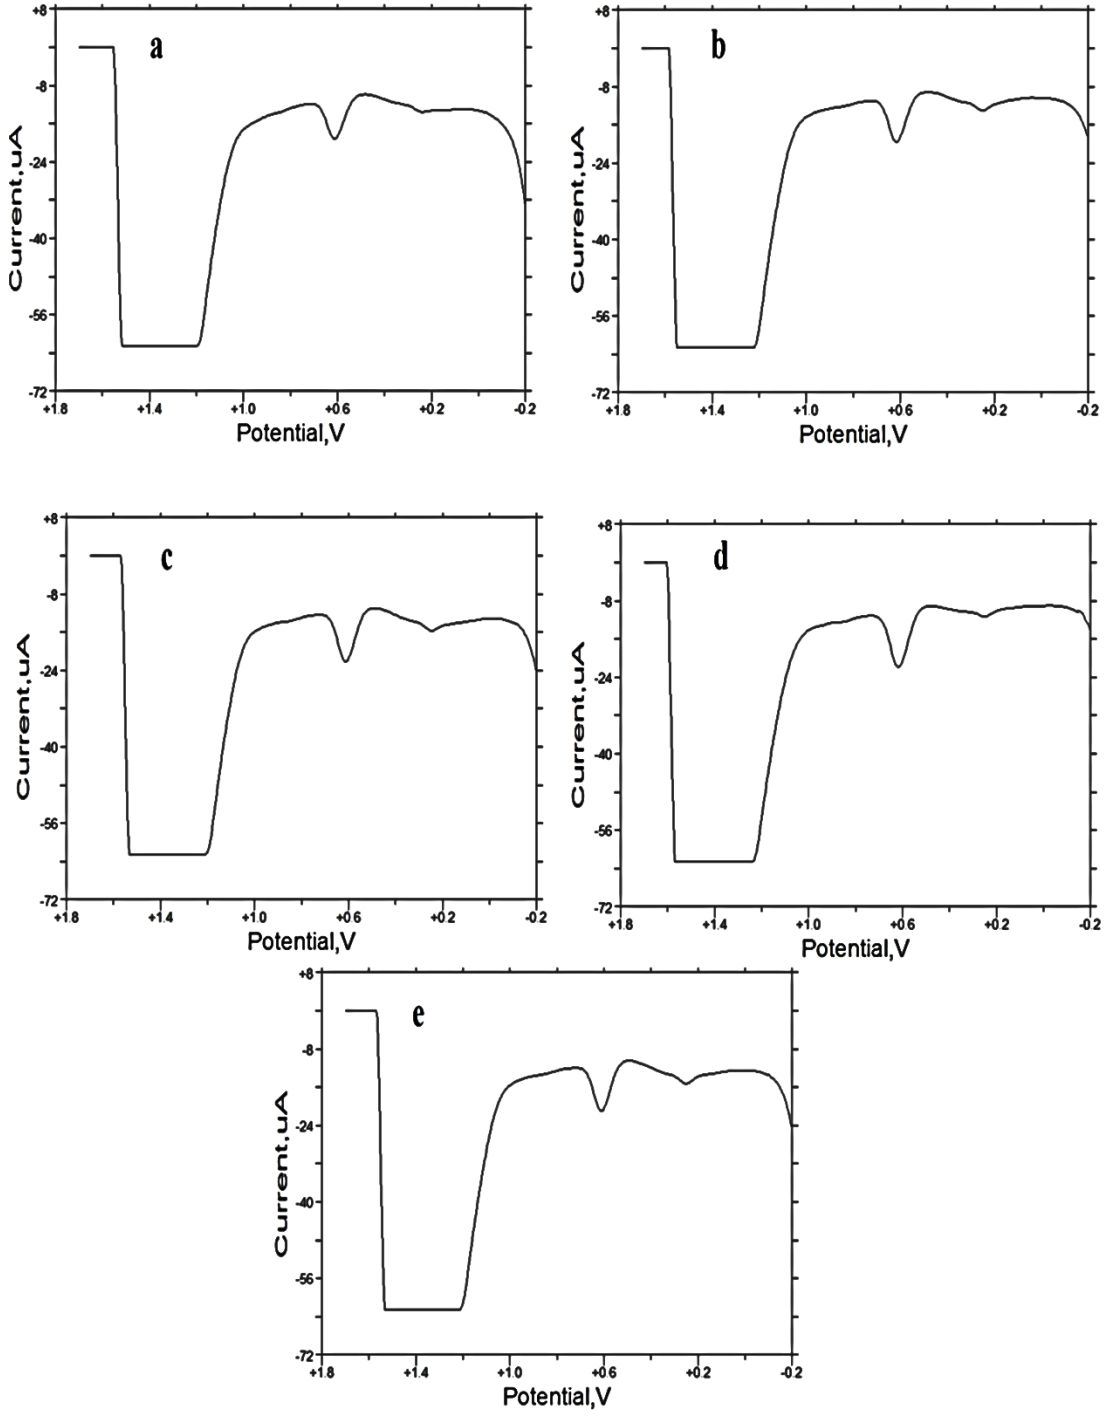 a
+8
-8
-24
-40
-56
-72
Current,uA
+1.8 +1.4 +1.0 +0.6 +0.2 -0.2
Potential,V
b
+8
-8
-24
-40
-56
-72
Current,uA
+1.8 +1.4 +1.0 +0.6 +0.2 -0.2
Potential,V
c
+8
-8
-24
-40
-56
-72
Current,uA
+1.8 +1.4 +1.0 +0.6 +0.2 -0.2
Potential,V
d
+8
-8
-24
-40
-56
-72
Current,uA
+1.8 +1.4 +1.0 +0.6 +0.2 -0.2
Potential,V
e
+8
-8
-24
-40
-56
-72
Current,uA
+1.8 +1.4 +1.0 +0.6 +0.2 -0.2
Potential,V